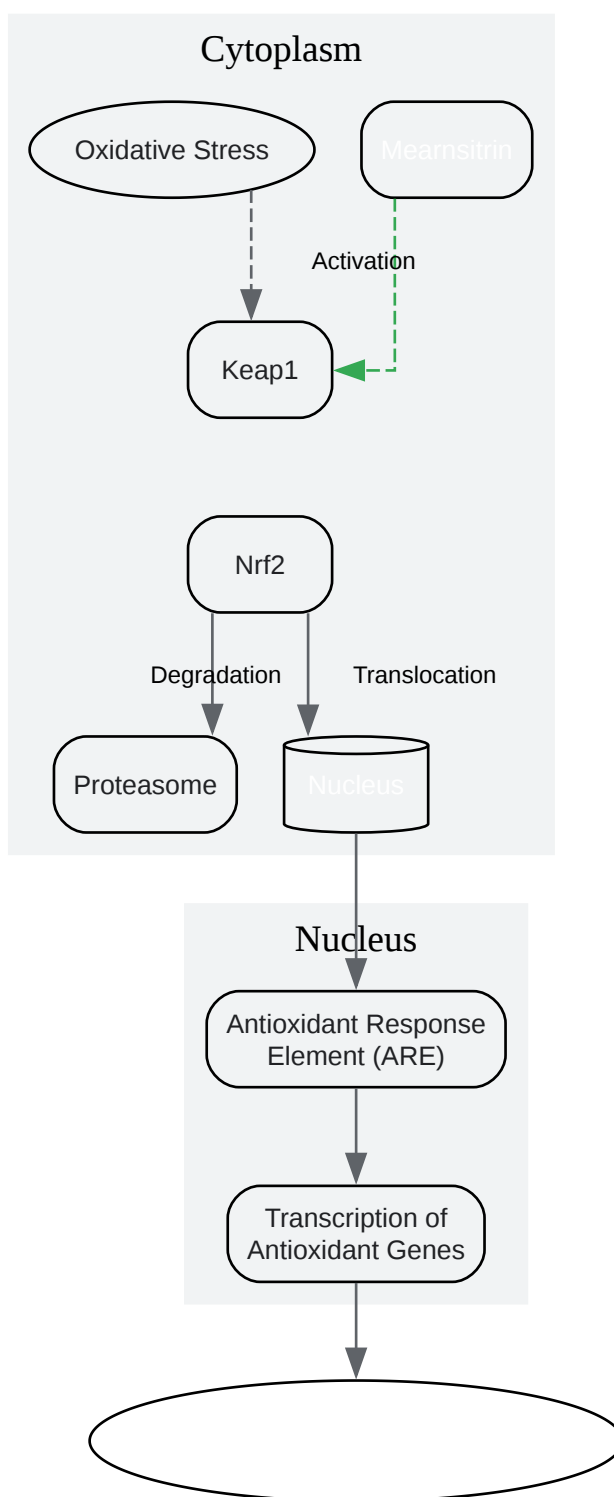 Cytoplasm
Oxidative Stress
Mearnsitrin
Activation
Keap1
Nrf2
Degradation
Translocation
Proteasome
Nucleus
Nucleus
Antioxidant Response
Element (ARE)
Transcription of
Antioxidant Genes